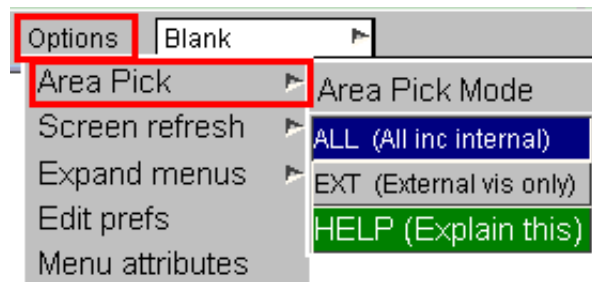 Options Blank
Area Pick
Area Pick Mode
Screen refresh
ALL (All inc internal)
Expand menus
EXT (External vis only)
Edit prefs
HELP (Explain this)
Menu attributes